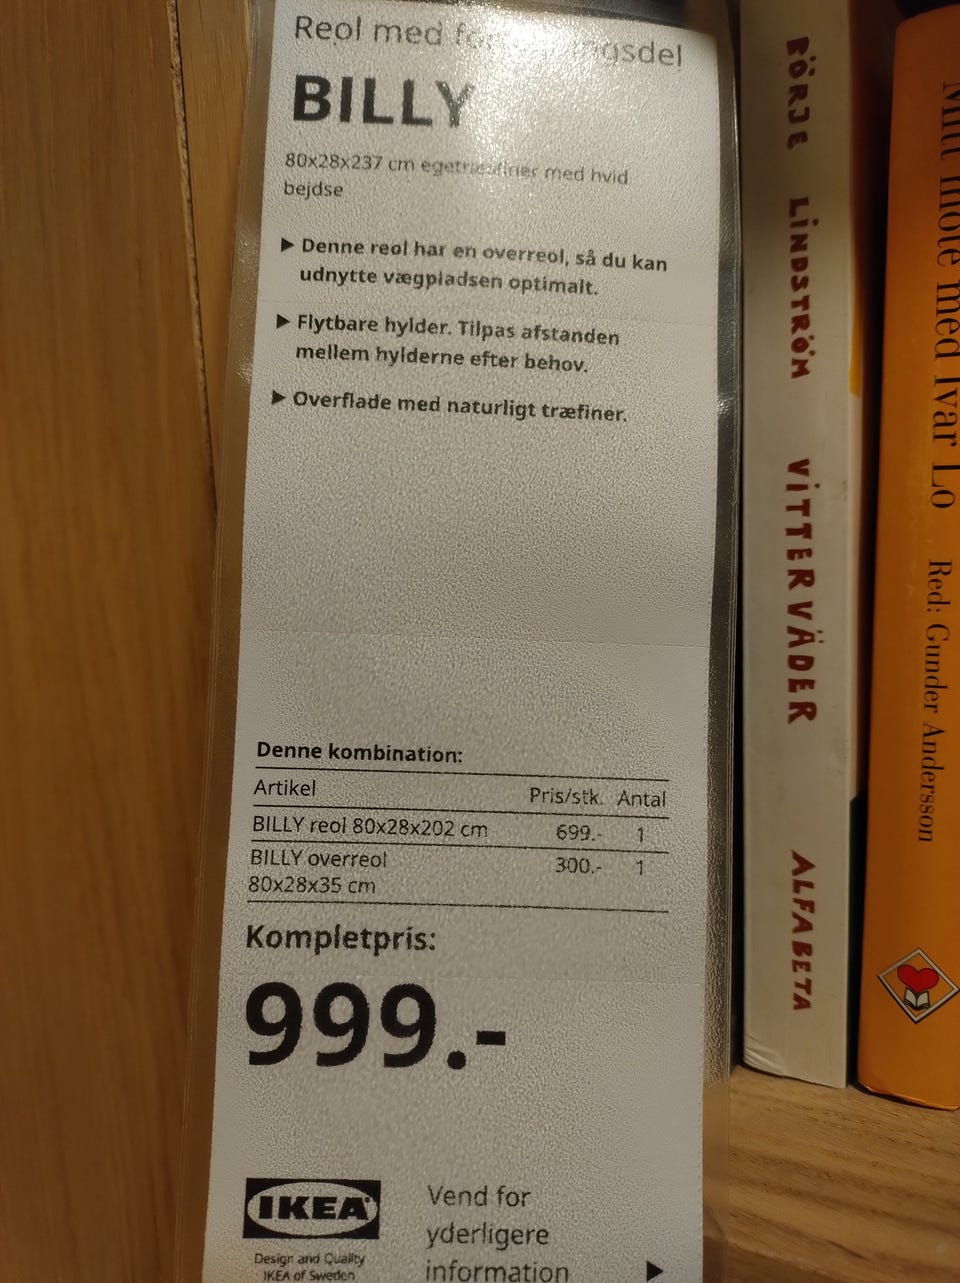 Reol med
BILLY
80x28x237 cm egetræsfiner med hvid
bejdse
► Denne reol har en overreol, så du kan
udnytte vægpladsen optimalt.
► Flytbare hylder. Tilpas afstanden
mellem hylderne efter behov.
► Overflade med naturligt træfiner.
Denne kombination:
Artikel Pris/stk. Antal
BILLY reol 80x28x202 cm 699.- 1
BILLY overreol 300.- 1
80x28x35 cm
Kompletpris:
999.-
IKEA
Design and Quality
IKEA of Sweden
Vend for
yderligere
information ►
BÖRJE LINDSTRÖM VITTERVÄDER ALFABETA
med Ivar Lo Red: Gunder Andersson